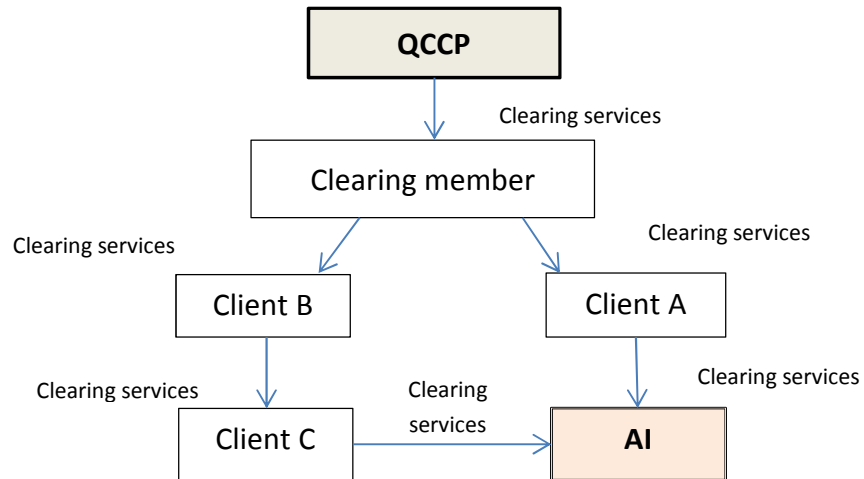 QCCP
Clearing services
Clearing member
Clearing services
Clearing services
Client B
Client A
Clearing services
Clearing
services
Clearing services
Client C
AI